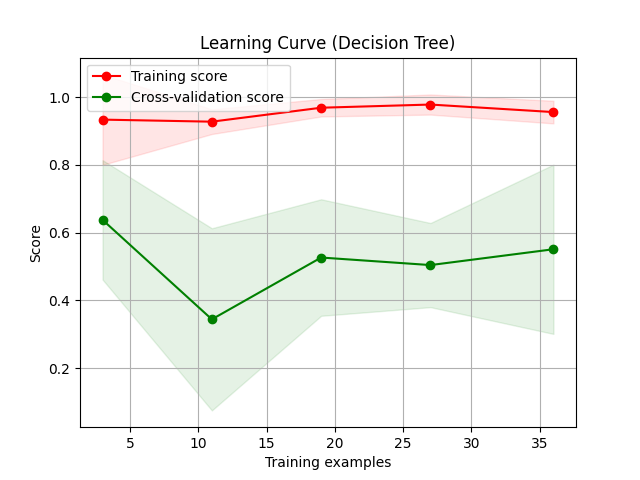 Learning Curve (Decision Tree)
Training score
Cross-validation score
1.0
0.8
0.6
0.4
0.2
Score
5
10
15
20
25
30
35
Training examples